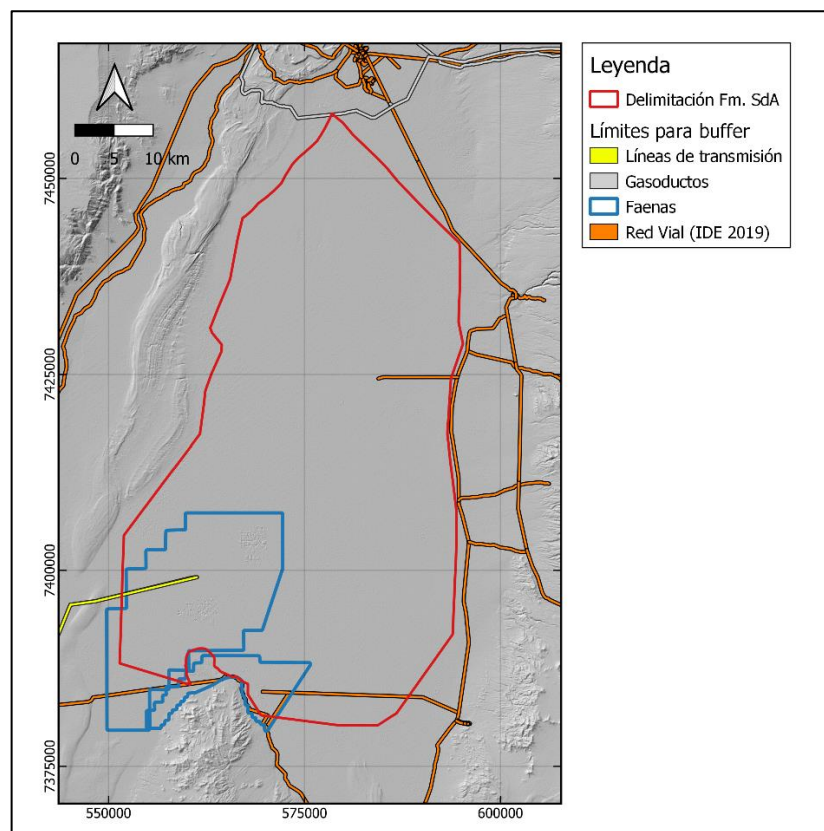 Leyenda
Delimitación Fm. SdA
Límites para buffer
Líneas de transmisión
Gasoductos
Faenas
Red Vial (IDE 2019)
0 5 10 km
7450000
7425000
7400000
7375000
550000 575000 600000